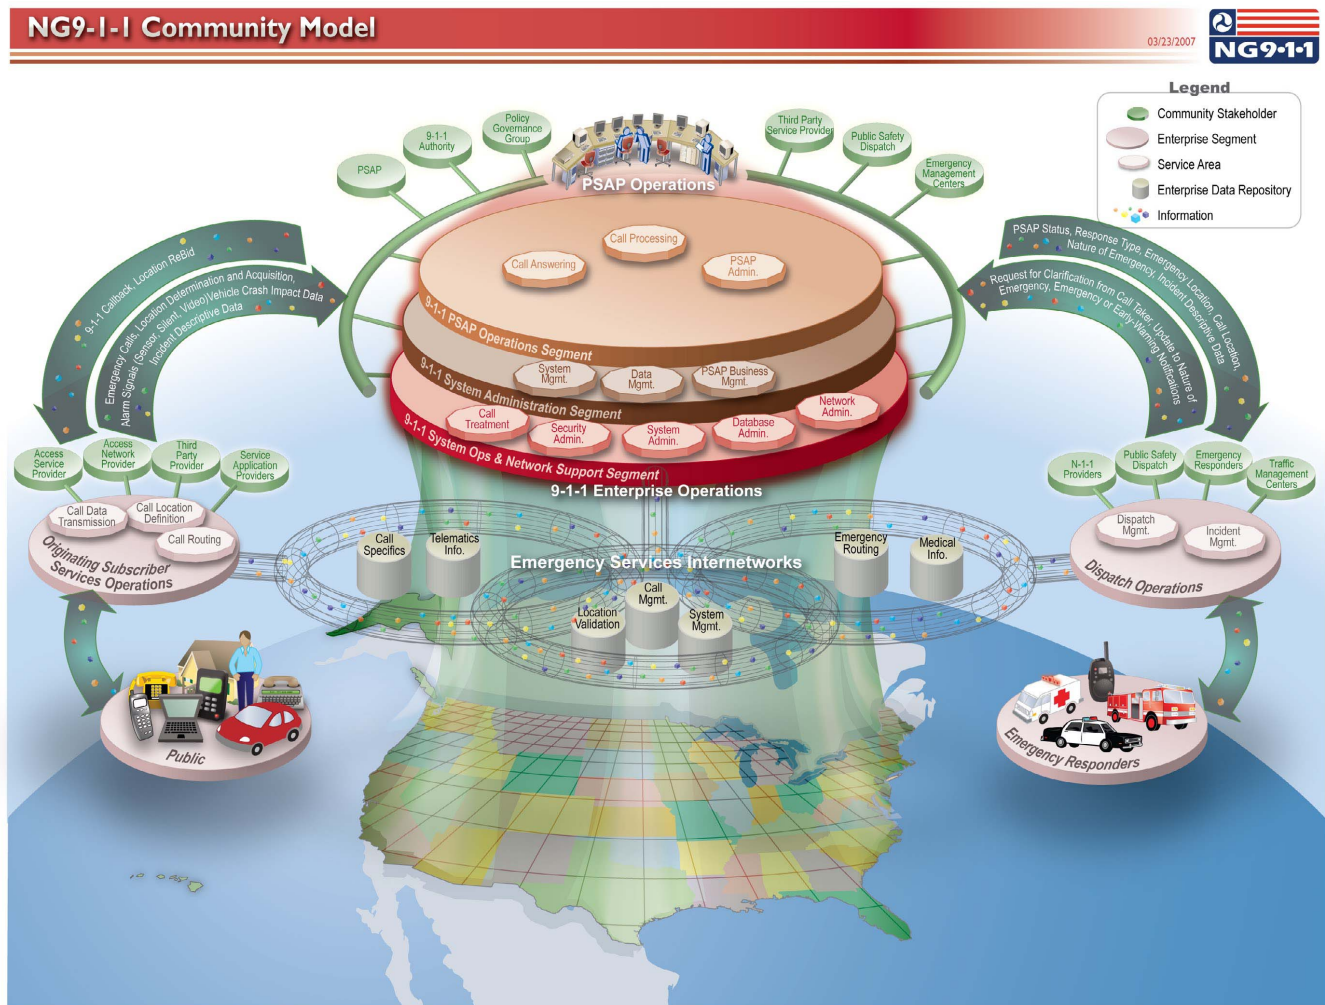 NG9-1-1 Community Model
03/23/2007
NG9-1-1
Legend
Community Stakeholder
Enterprise Segment
Service Area
Enterprise Data Repository
Information
PSAP
9-1-1
Authority
Policy
Governance
Group
PSAP Operations
Third Party
Service Provider
Public Safety
Dispatch
Emergency
Management
Centers
Call Processing
Call Answering
PSAP
Admin.
9-1-1 PSAP Operations Segment
System
Mgmt.
Data
Mgmt.
PSAP Business
Mgmt.
9-1-1 System Administration Segment
Call
Treatment
Security
Admin.
System
Admin.
Database
Admin.
Network
Admin.
9-1-1 System Ops & Network Support Segment
9-1-1 Enterprise Operations
9-1-1 Callback, Location ReBid
Emergency Calls, Location Determination and Acquisition,
Alarm Signals (Sensor, Silent, Video)Vehicle Crash Impact Data
Incident Descriptive Data
PSAP Status, Response Type, Emergency Location, Call Location,
Nature of Emergency, Incident Descriptive Data
Request for Clarification from Call Taker, Update to Nature of
Emergency, Emergency or Early-Warning Notifications
Access
Service
Provider
Access
Network
Provider
Third
Party
Provider
Service
Application
Providers
Call Data
Transmission
Call Location
Definition
Call Routing
Originating Subscriber
Services Operations
N-1-1
Providers
Public Safety
Dispatch
Emergency
Responders
Traffic
Management
Centers
Dispatch
Mgmt.
Incident
Mgmt.
Dispatch Operations
Call
Specifics
Telematics
Info.
Emergency
Routing
Medical
Info.
Emergency Services Internetworks
Call
Mgmt.
Location
Validation
System
Mgmt.
Public
Emergency Responders